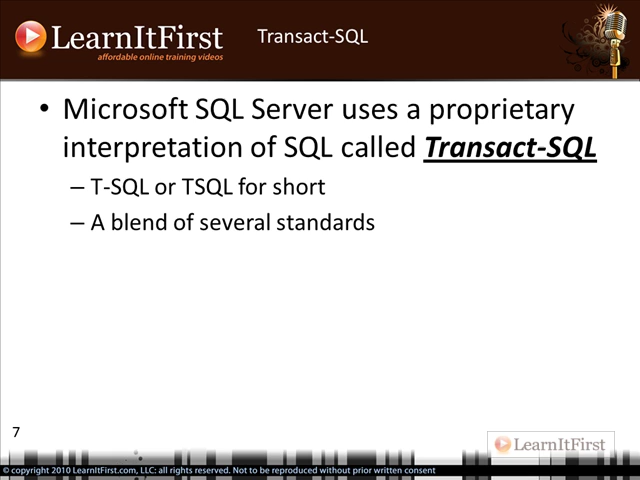 LearnItFirst
affordable online training videos
Transact-SQL
• Microsoft SQL Server uses a proprietary
interpretation of SQL called Transact-SQL
– T-SQL or TSQL for short
– A blend of several standards
7
LearnItFirst
© copyright 2010 LearnItFirst.com, LLC: all rights reserved. Not to be reproduced without prior written consent